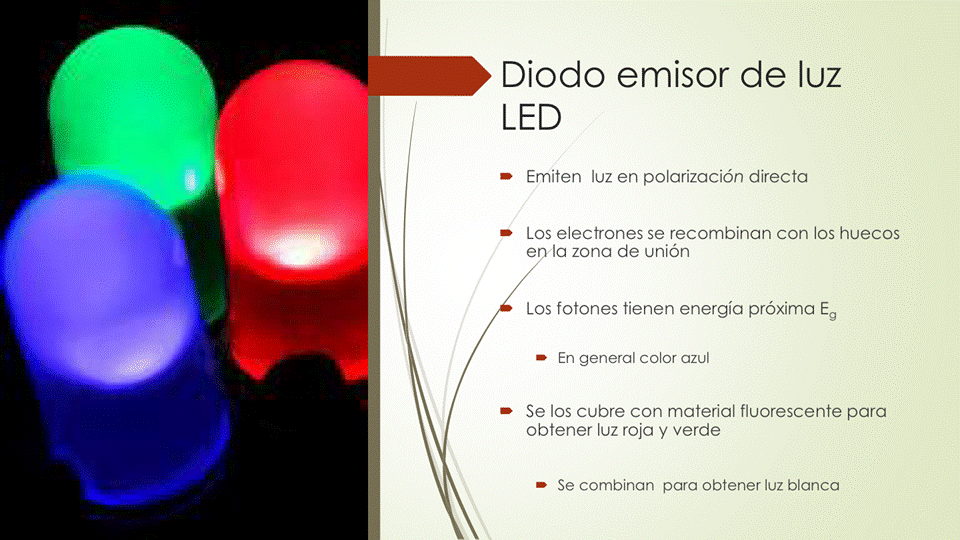 Diodo emisor de luz
LED
Emiten luz en polarización directa
Los electrones se recombinan con los huecos
en la zona de unión
Los fotones tienen energía próxima Eg
En general color azul
Se los cubre con material fluorescente para
obtener luz roja y verde
Se combinan para obtener luz blanca